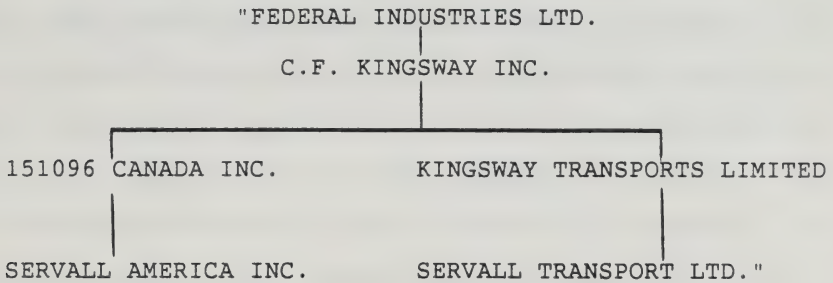 "FEDERAL INDUSTRIES LTD.
C.F. KINGSWAY INC.
151096 CANADA INC. KINGSWAY TRANSPORTS LIMITED
SERVALL AMERICA INC. SERVALL TRANSPORT LTD."